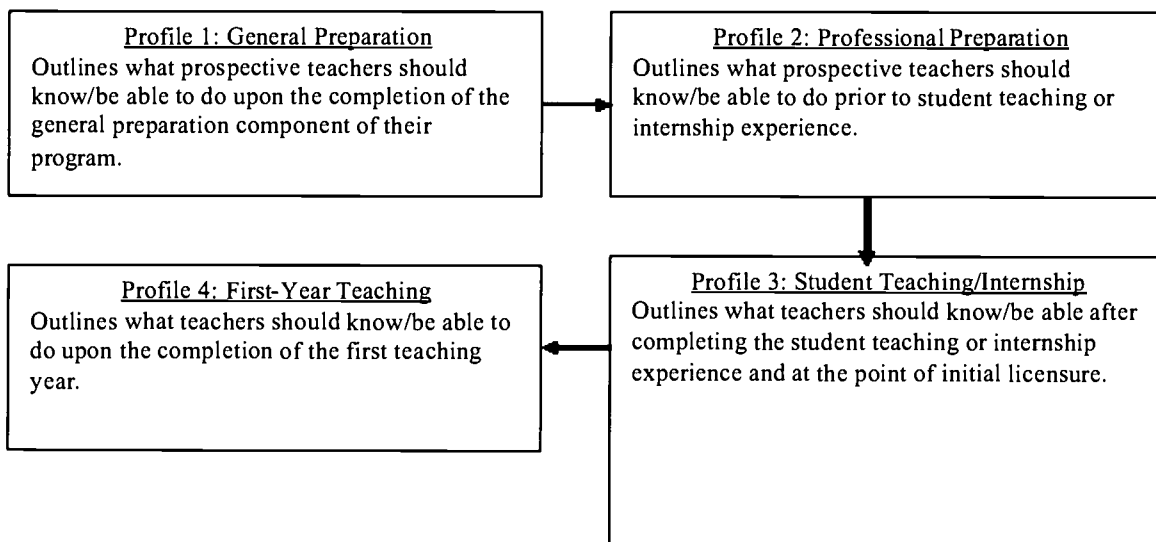 Profile 1: General Preparation
Outlines what prospective teachers should
know/be able to do upon the completion of the
general preparation component of their
program.
Profile 2: Professional Preparation
Outlines what prospective teachers should
know/be able to do prior to student teaching or
internship experience.
Profile 3: Student Teaching/Internship
Outlines what teachers should know/be able after
completing the student teaching or internship
experience and at the point of initial licensure.
Profile 4: First-Year Teaching
Outlines what teachers should know/be able to
do upon the completion of the first teaching
year.